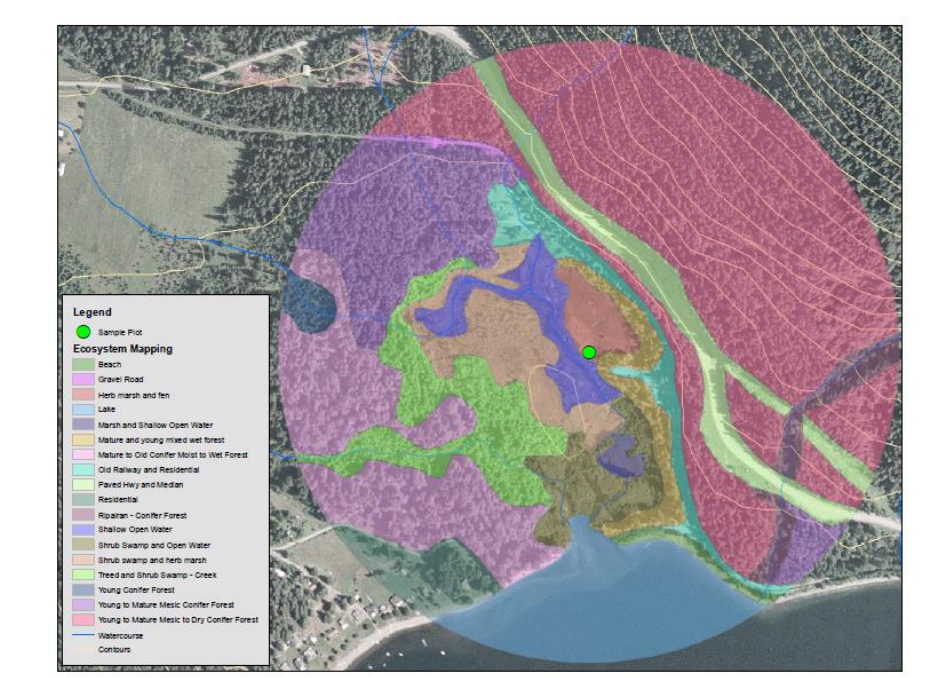 Legend
Sample Plot
Ecosystem Mapping
Beach
Gravel Road
Herb marsh and fen
Lake
Marsh and Shallow Open Water
Mature and young mixed wet forest
Mature to Old Conifer Moist to Wet Forest
Old Railway and Residential
Paved Hwy and Median
Residential
Ripairan - Conifer Forest
Shallow Open Water
Shrub Swamp and Open Water
Shrub swamp and herb marsh
Treed and Shrub Swamp - Creek
Young Conifer Forest
Young to Mature Mesic Conifer Forest
Young to Mature Mesic to Dry Conifer Forest
Watercourse
Contours